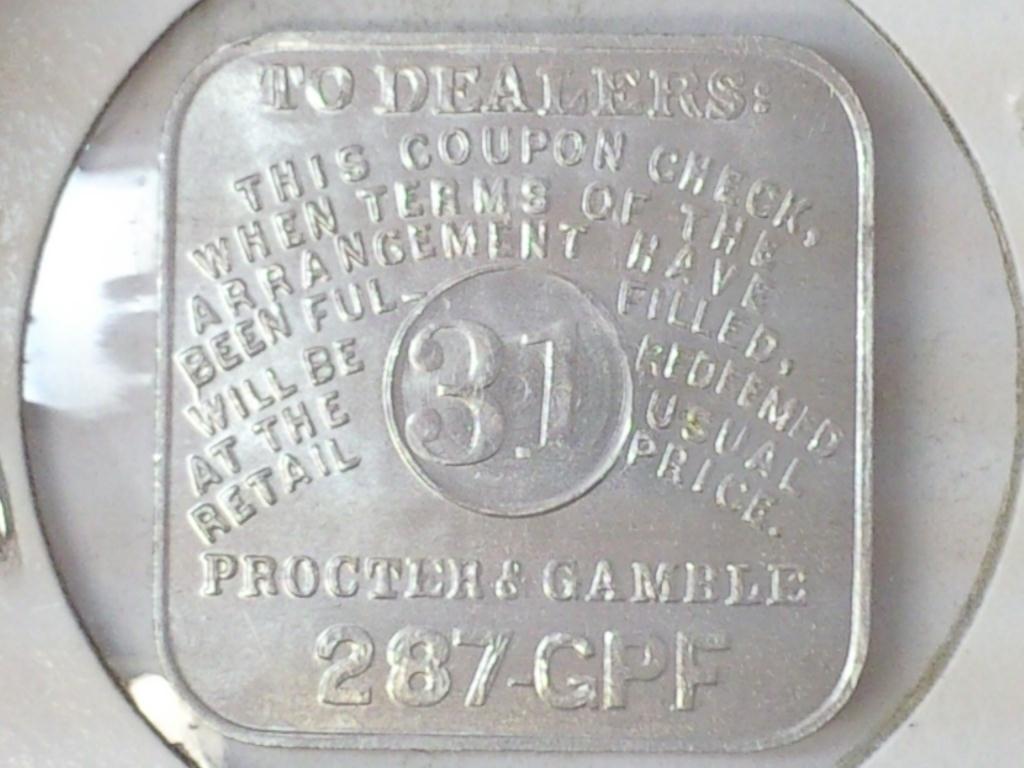 TO DEALERS:
THIS COUPON CHECK,
WHEN TERMS OF THE
ARRANGEMENT HAVE
BEEN FUL-FILLED,
WILL BE REDEEMED
AT THE USUAL
RETAIL PRICE.
31
PROCTER & GAMBLE
287-GPF